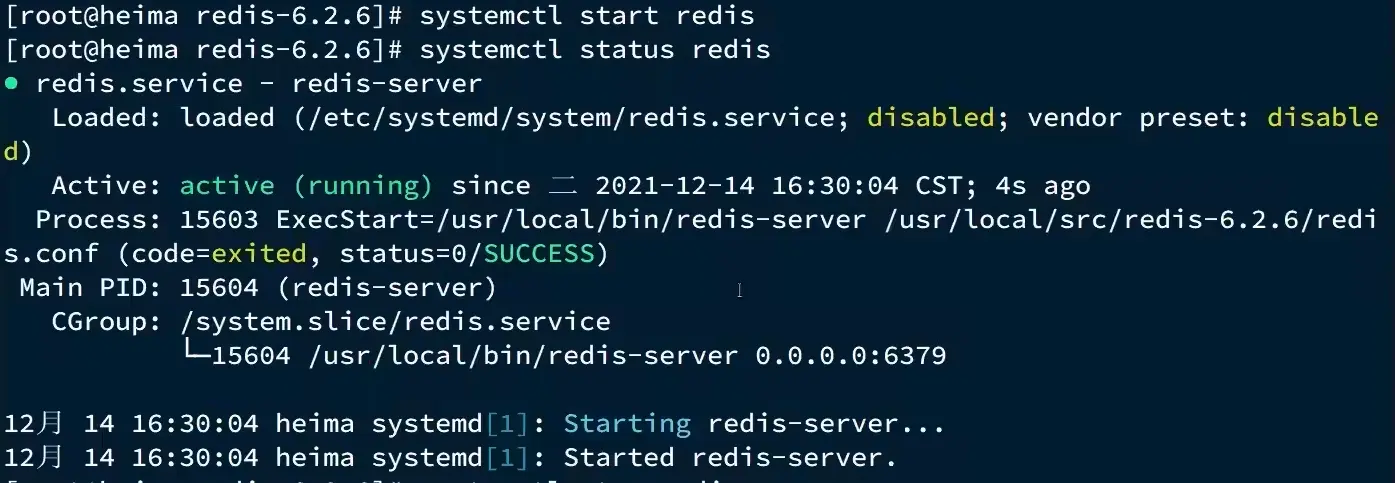 [root@heima redis-6.2.6]# systemctl start redis
[root@heima redis-6.2.6]# systemctl status redis
● redis.service - redis-server
   Loaded: loaded (/etc/systemd/system/redis.service; disabled; vendor preset: disable
d)
   Active: active (running) since 二 2021-12-14 16:30:04 CST; 4s ago
  Process: 15603 ExecStart=/usr/local/bin/redis-server /usr/local/src/redis-6.2.6/redi
s.conf (code=exited, status=0/SUCCESS)
 Main PID: 15604 (redis-server)
   CGroup: /system.slice/redis.service
           └─15604 /usr/local/bin/redis-server 0.0.0.0:6379

12月 14 16:30:04 heima systemd[1]: Starting redis-server...
12月 14 16:30:04 heima systemd[1]: Started redis-server.